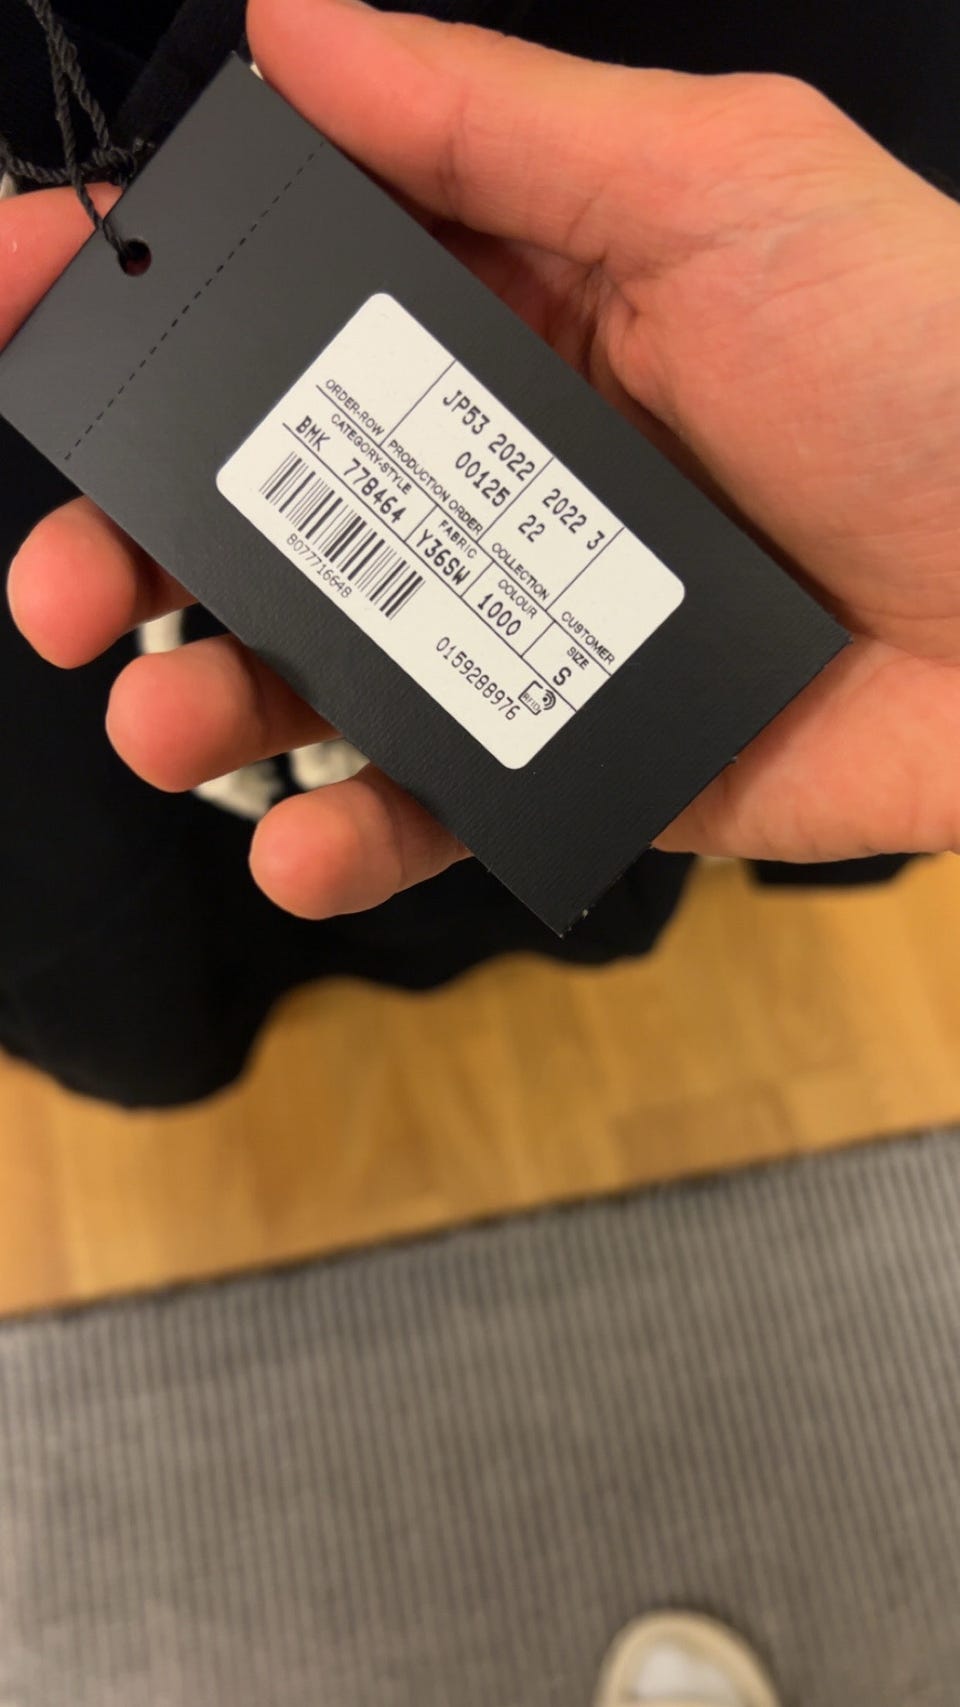 JP53 2022 2022 3
00125 22
ORDER-ROW PRODUCTION ORDER COLLECTION CUSTOMER
CATEGORY-STYLE FABRIC COLOUR SIZE
BMK 778464 Y36SW 1000 S
8077716648
0159288976
RFID